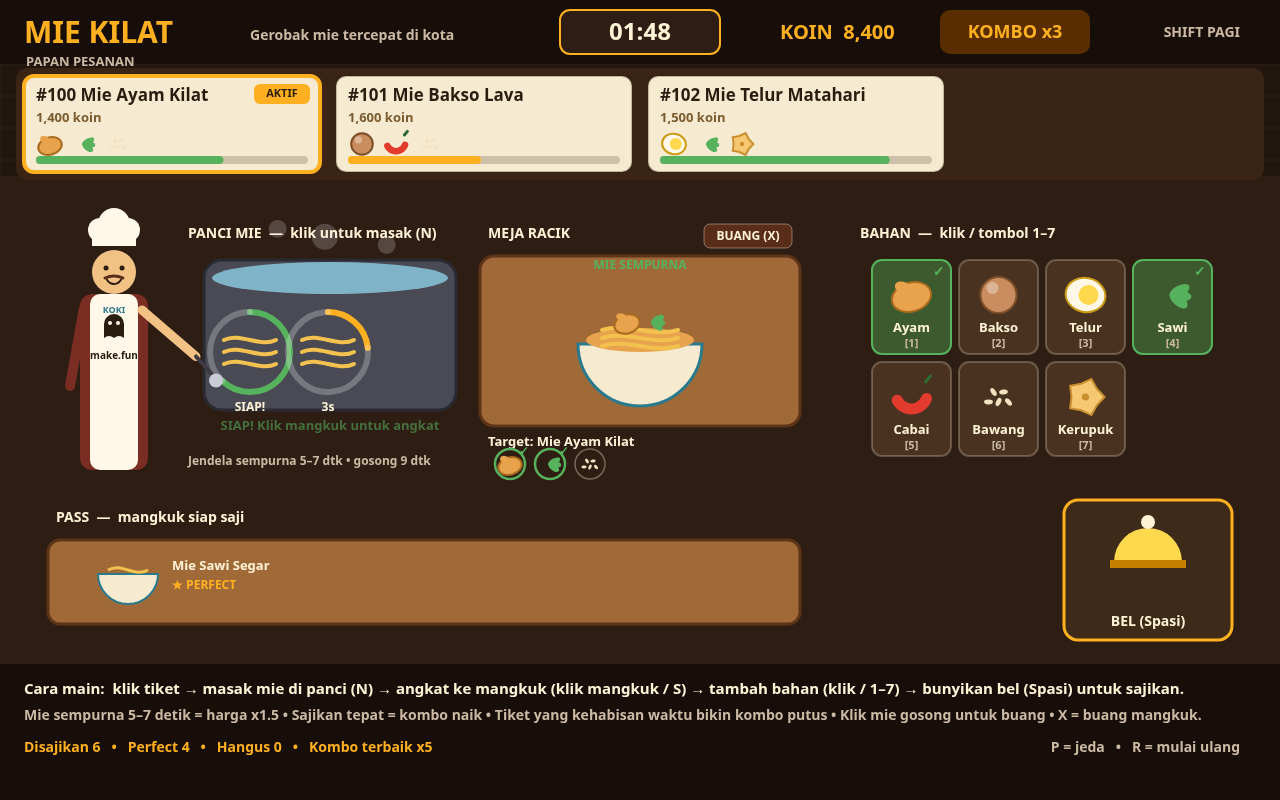 MIE KILAT
Gerobak mie tercepat di kota
01:48
KOIN 8,400
KOMBO x3
SHIFT PAGI
PAPAN PESANAN
#100 Mie Ayam Kilat
AKTIF
1,400 koin
#101 Mie Bakso Lava
1,600 koin
#102 Mie Telur Matahari
1,500 koin
PANCI MIE — klik untuk masak (N)
MEJA RACIK
BUANG (X)
BAHAN — klik / tombol 1–7
MIE SEMPURNA
KOKI
make.fun
SIAP!
3s
SIAP! Klik mangkuk untuk angkat
Jendela sempurna 5–7 dtk • gosong 9 dtk
Target: Mie Ayam Kilat
✓ ✓
✓
Ayam
[1]
Bakso
[2]
Telur
[3]
✓
Sawi
[4]
Cabai
[5]
Bawang
[6]
Kerupuk
[7]
PASS — mangkuk siap saji
Mie Sawi Segar
★ PERFECT
BEL (Spasi)
Cara main: klik tiket → masak mie di panci (N) → angkat ke mangkuk (klik mangkuk / S) → tambah bahan (klik / 1–7) → bunyikan bel (Spasi) untuk sajikan.
Mie sempurna 5–7 detik = harga x1.5 • Sajikan tepat = kombo naik • Tiket yang kehabisan waktu bikin kombo putus • Klik mie gosong untuk buang • X = buang mangkuk.
Disajikan 6 • Perfect 4 • Hangus 0 • Kombo terbaik x5
P = jeda • R = mulai ulang